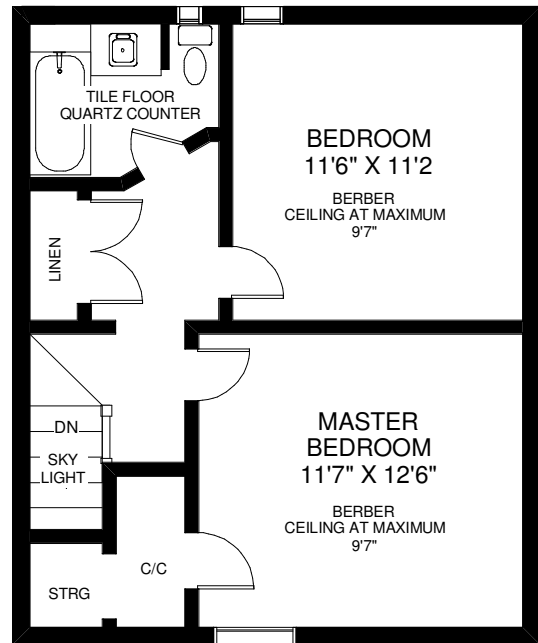 TILE FLOOR
QUARTZ COUNTER
BEDROOM
11'6" X 11'2
BERBER
CEILING AT MAXIMUM
9'7"
LINEN
DN
SKY
LIGHT
MASTER
BEDROOM
11'7" X 12'6"
BERBER
CEILING AT MAXIMUM
9'7"
C/C
STRG